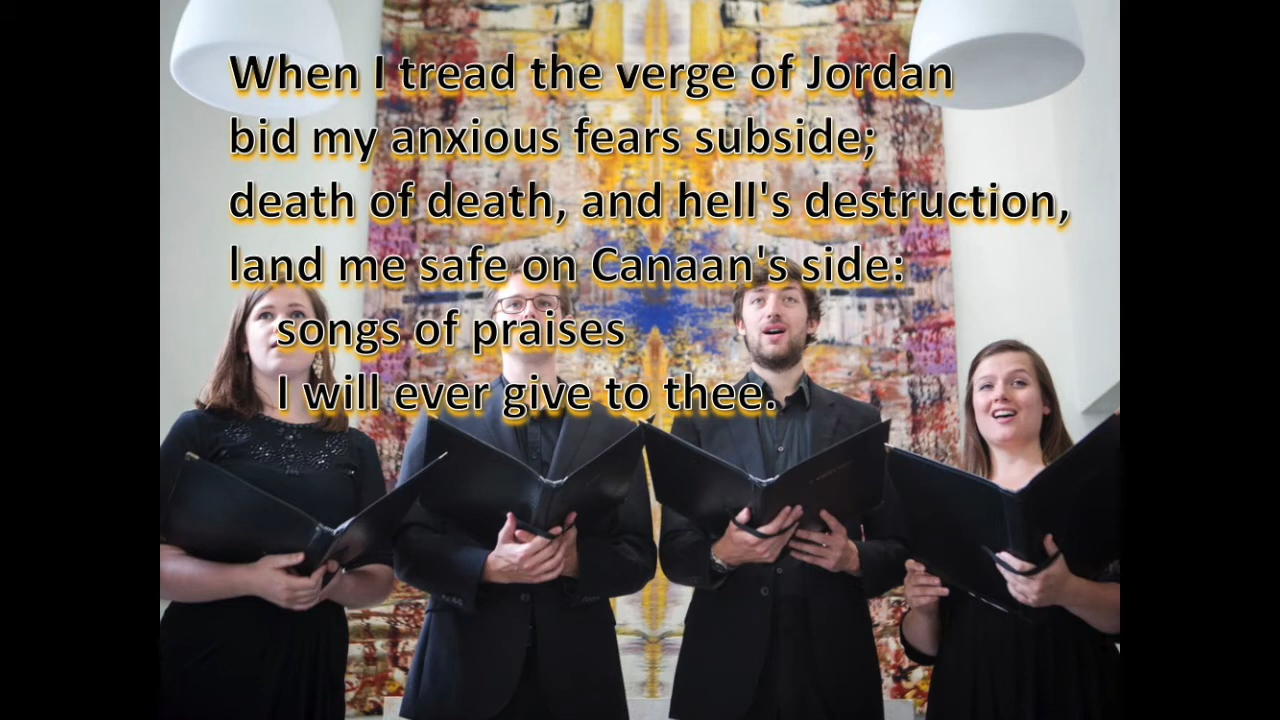 When I tread the verge of Jordan
bid my anxious fears subside;
death of death, and hell's destruction,
land me safe on Canaan's side:
songs of praises
I will ever give to thee.